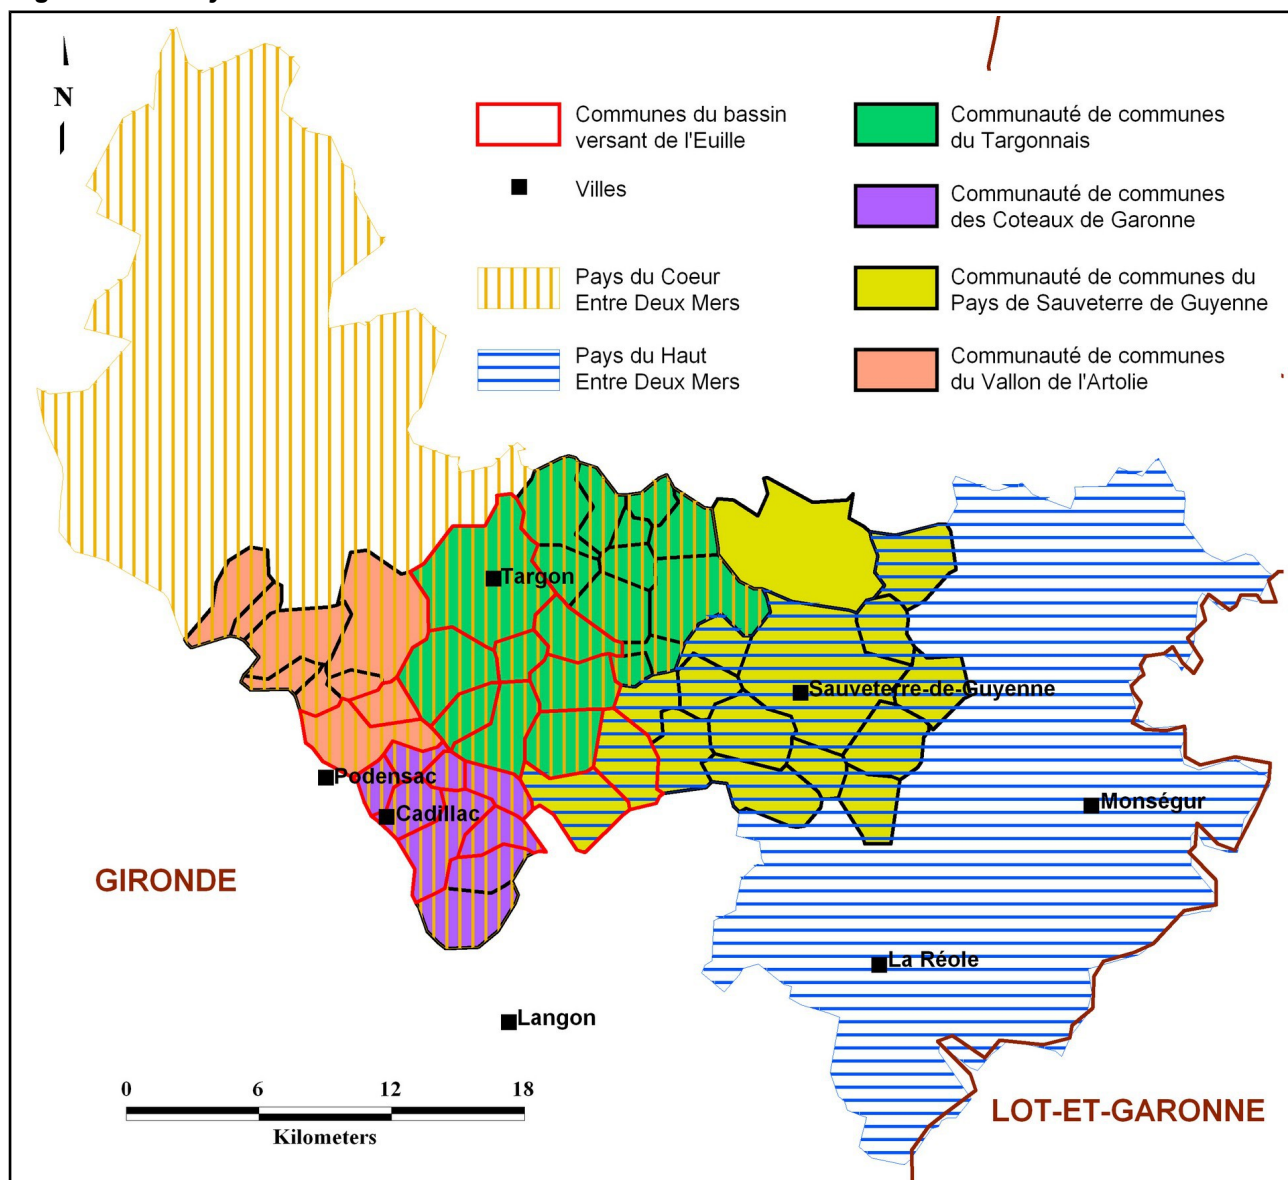 N
Communes du bassin
versant de l'Euille
Villes
Pays du Coeur
Entre Deux Mers
Pays du Haut
Entre Deux Mers
Communauté de communes
du Targonnais
Communauté de communes
des Coteaux de Garonne
Communauté de communes du
Pays de Sauveterre de Guyenne
Communauté de communes
du Vallon de l'Artolie
Targon
Sauveterre-de-Guyenne
Podensac
Cadillac
Monségur
GIRONDE
La Réole
Langon
0 6 12 18
Kilometers
LOT-ET-GARONNE